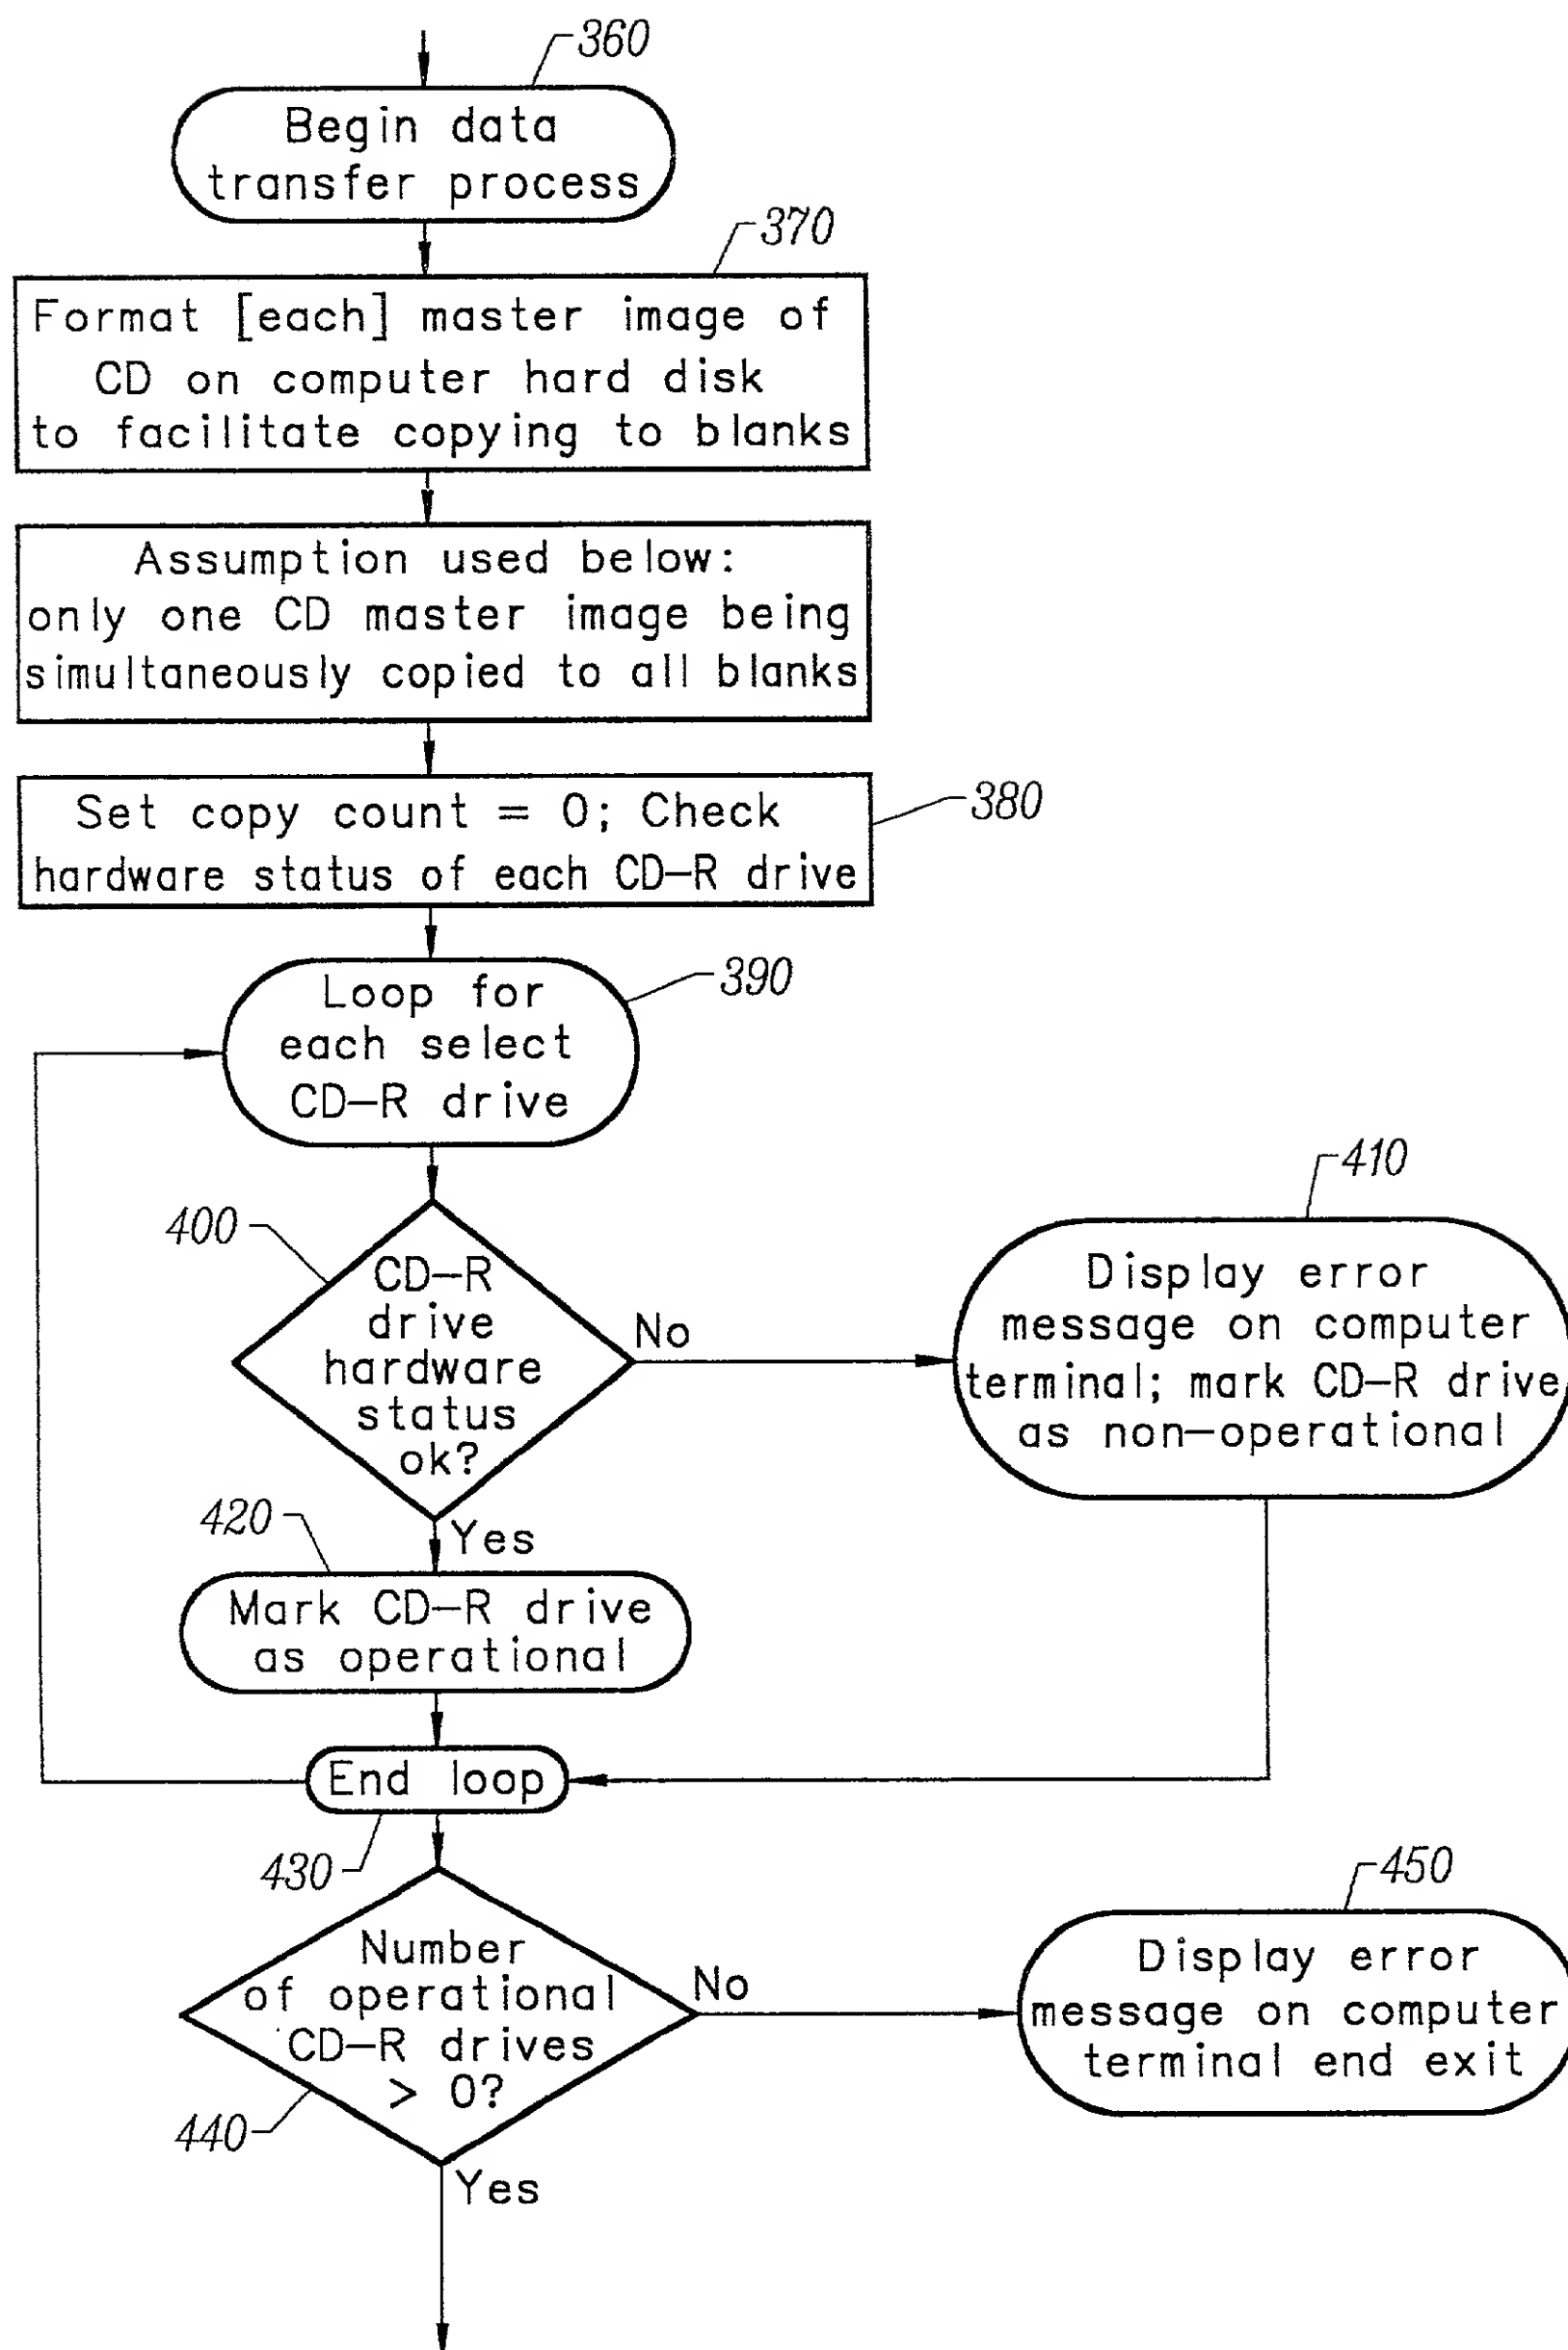 360
Begin data
transfer process
370
Format [each] master image of
CD on computer hard disk
to facilitate copying to blanks
Assumption used below:
only one CD master image being
simultaneously copied to all blanks
Set copy count = 0; Check
hardware status of each CD-R drive
380
Loop for
each select
CD-R drive
390
400
CD-R
drive
hardware
status
ok?
No
410
Display error
message on computer
terminal; mark CD-R drive
as non-operational
Yes
420
Mark CD-R drive
as operational
End loop
430
Number
of operational
CD-R drives
> 0?
440
No
450
Display error
message on computer
terminal end exit
Yes